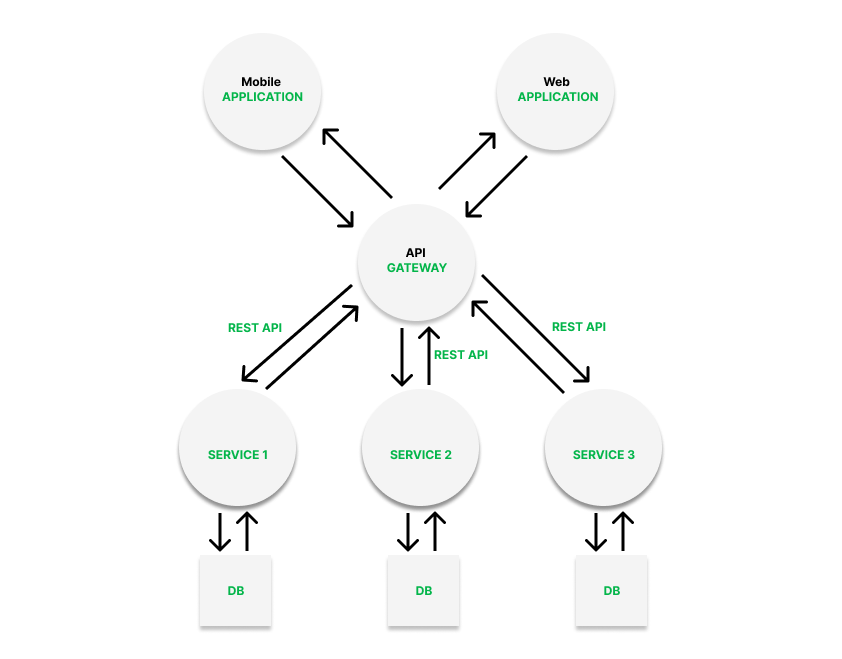 Mobile
APPLICATION
Web
APPLICATION
API
GATEWAY
REST API
REST API
REST API
SERVICE 1
SERVICE 2
SERVICE 3
DB
DB
DB